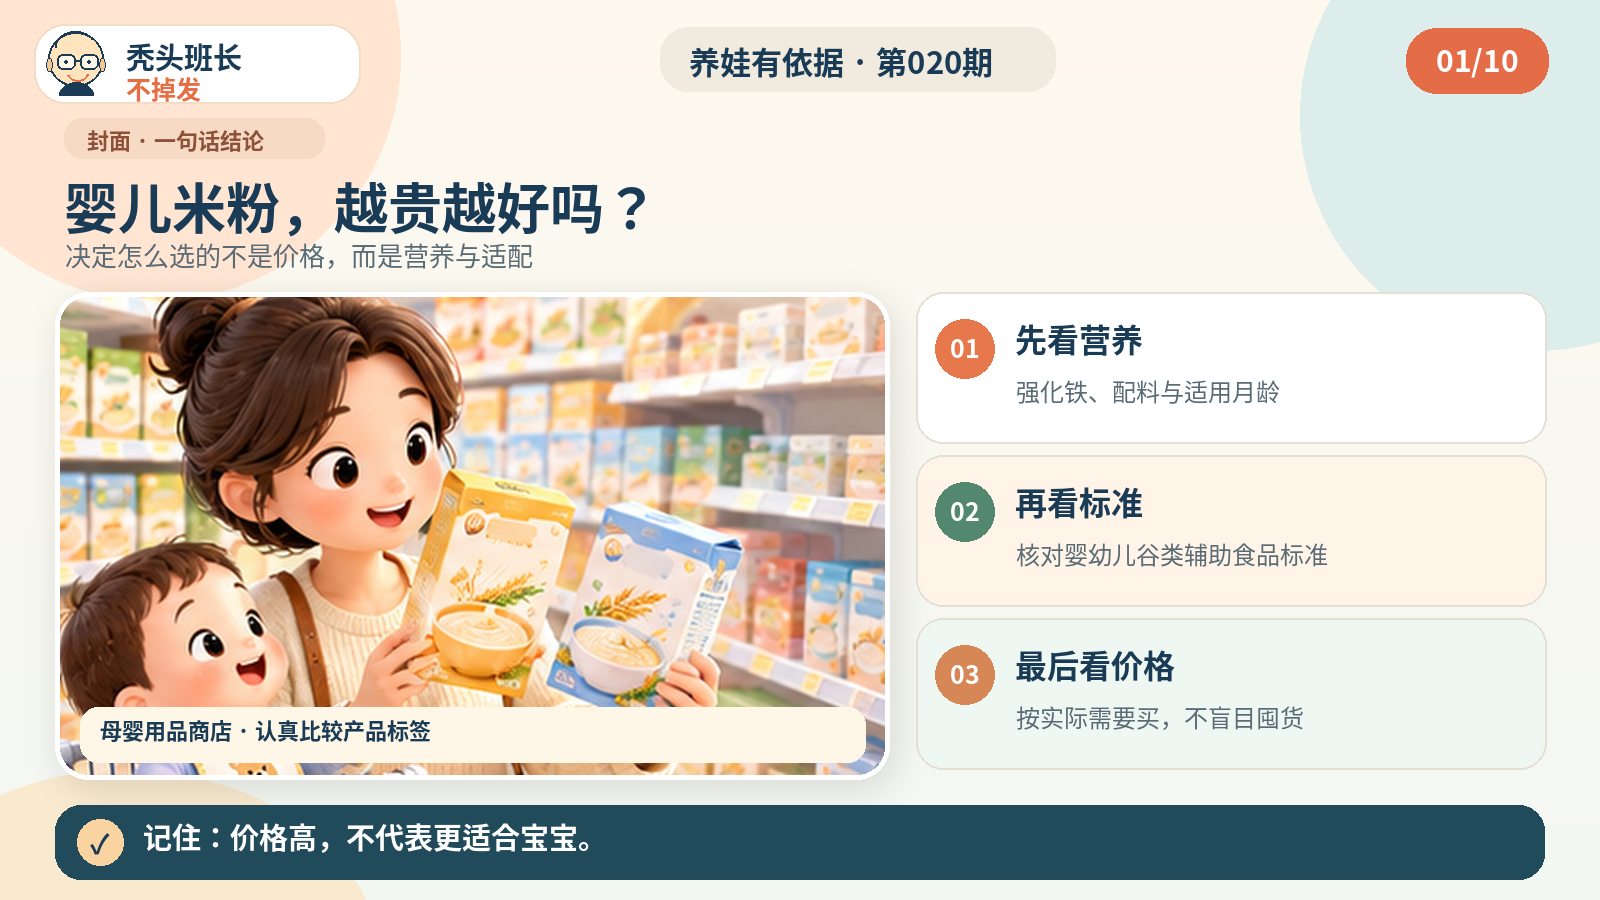 秃头班长
不掉发
养娃有依据·第020期
01/10
封面·一句话结论
婴儿米粉，越贵越好吗？
决定怎么选的不是价格，而是营养与适配
母婴用品商店·认真比较产品标签
01
先看营养
强化铁、配料与适用月龄
02
再看标准
核对婴幼儿谷类辅助食品标准
03
最后看价格
按实际需要买，不盲目囤货
记住：价格高，不代表更适合宝宝。